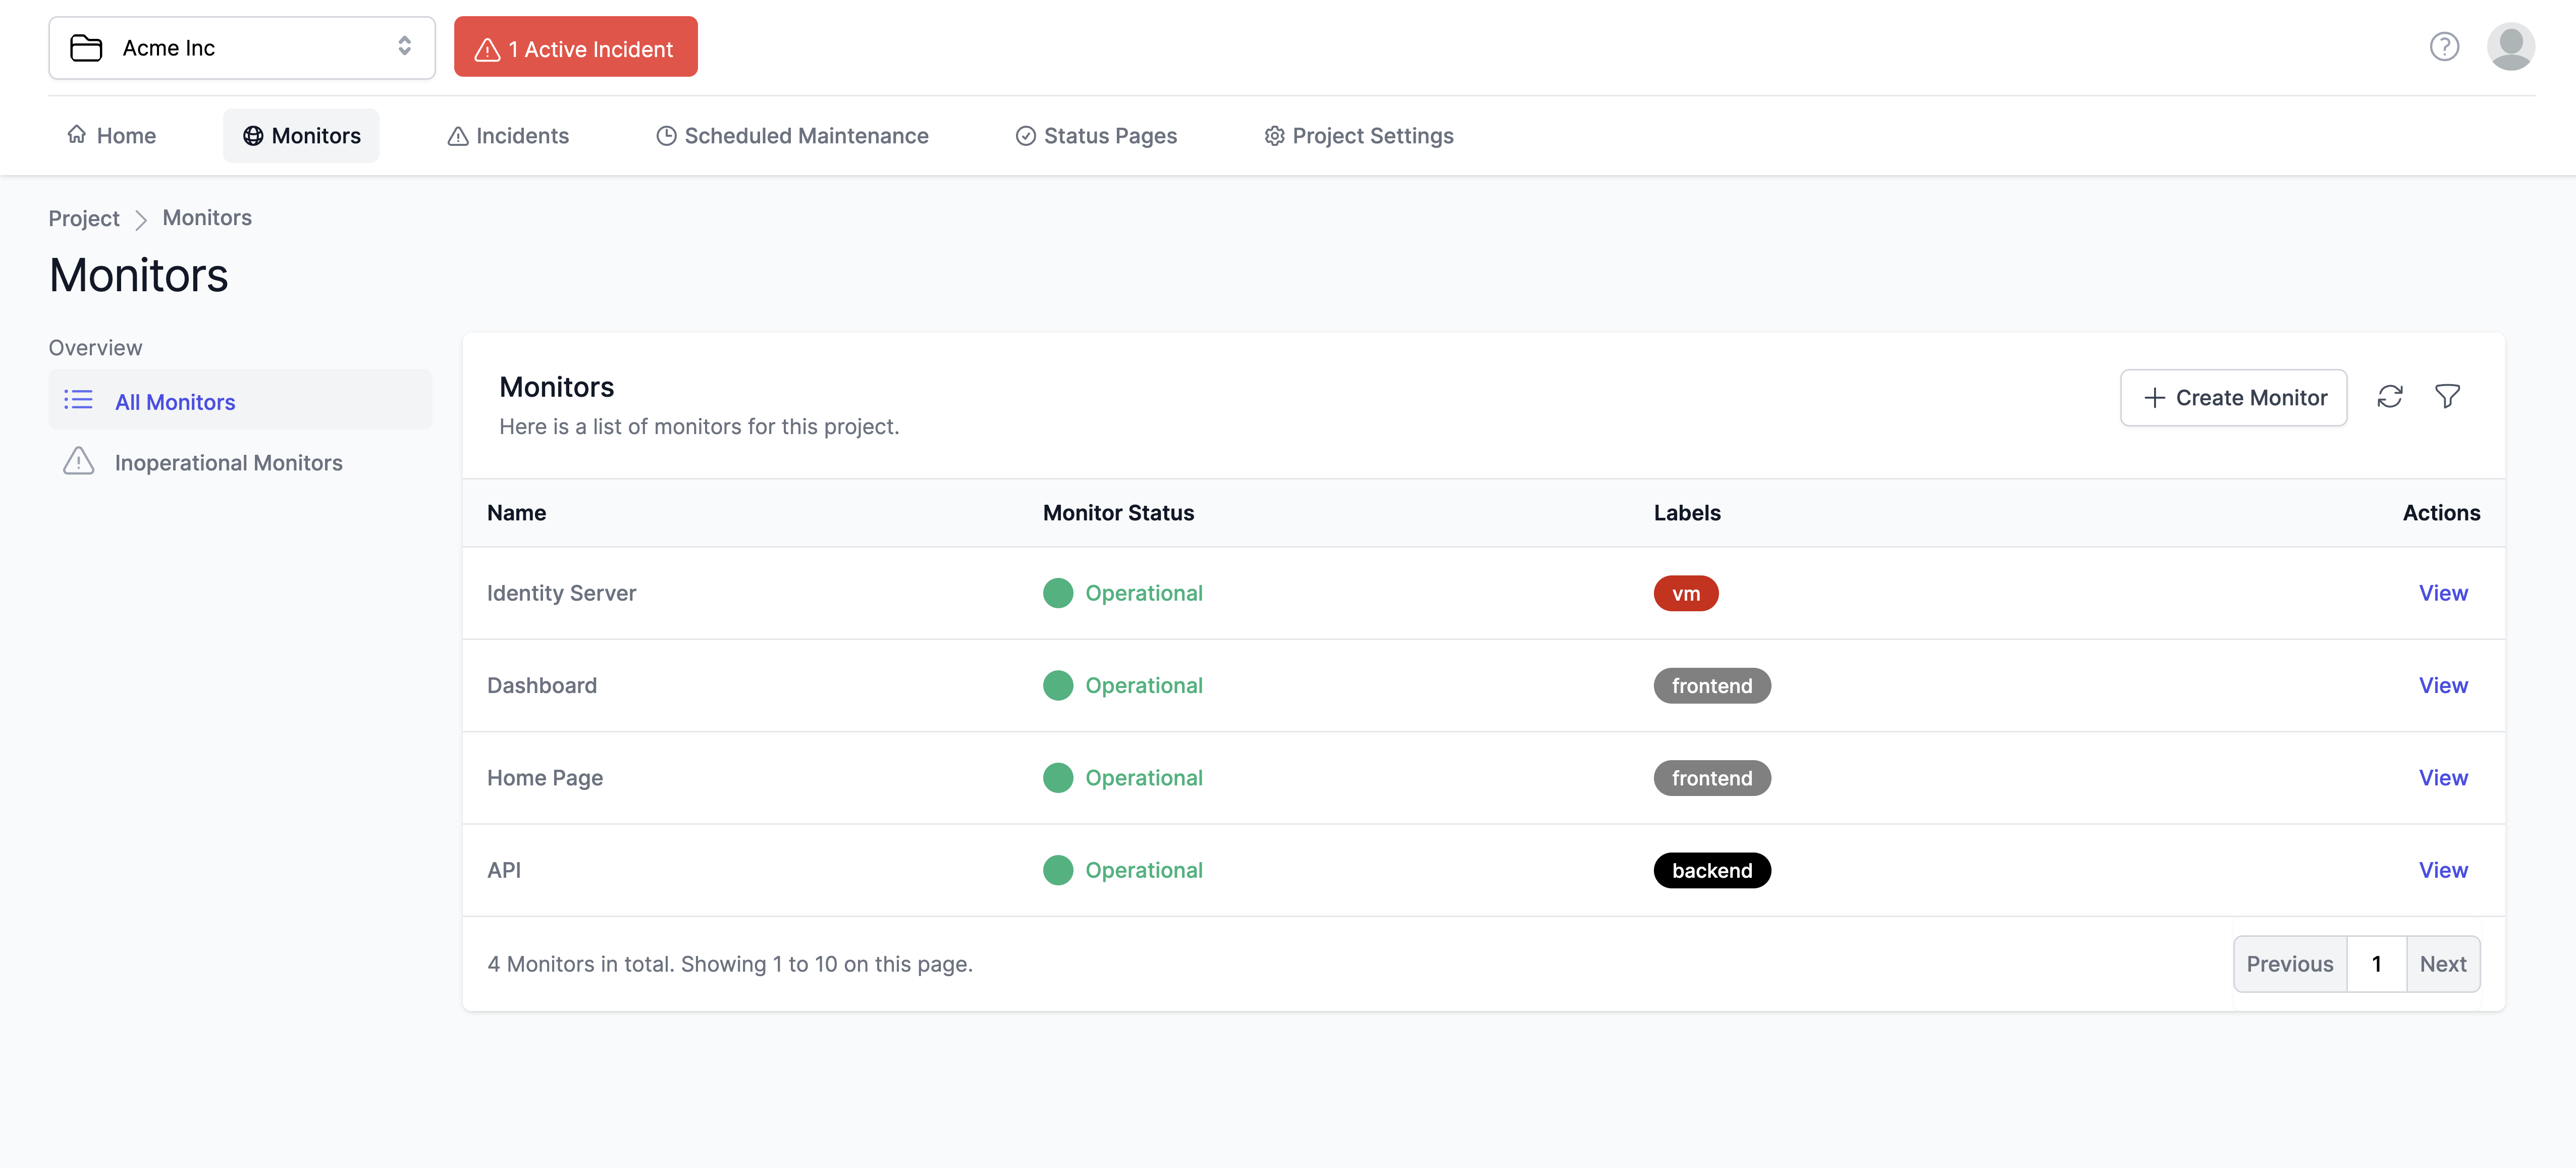 Acme Inc
1 Active Incident
Home
Monitors
Incidents
Scheduled Maintenance
Status Pages
Project Settings
Project
Monitors
Monitors
Overview
All Monitors
Inoperational Monitors
Monitors
Here is a list of monitors for this project.
Create Monitor
Name Monitor Status Labels Actions
Identity Server Operational vm View
Dashboard Operational frontend View
Home Page Operational frontend View
API Operational backend View
4 Monitors in total. Showing 1 to 10 on this page.
Previous 1 Next